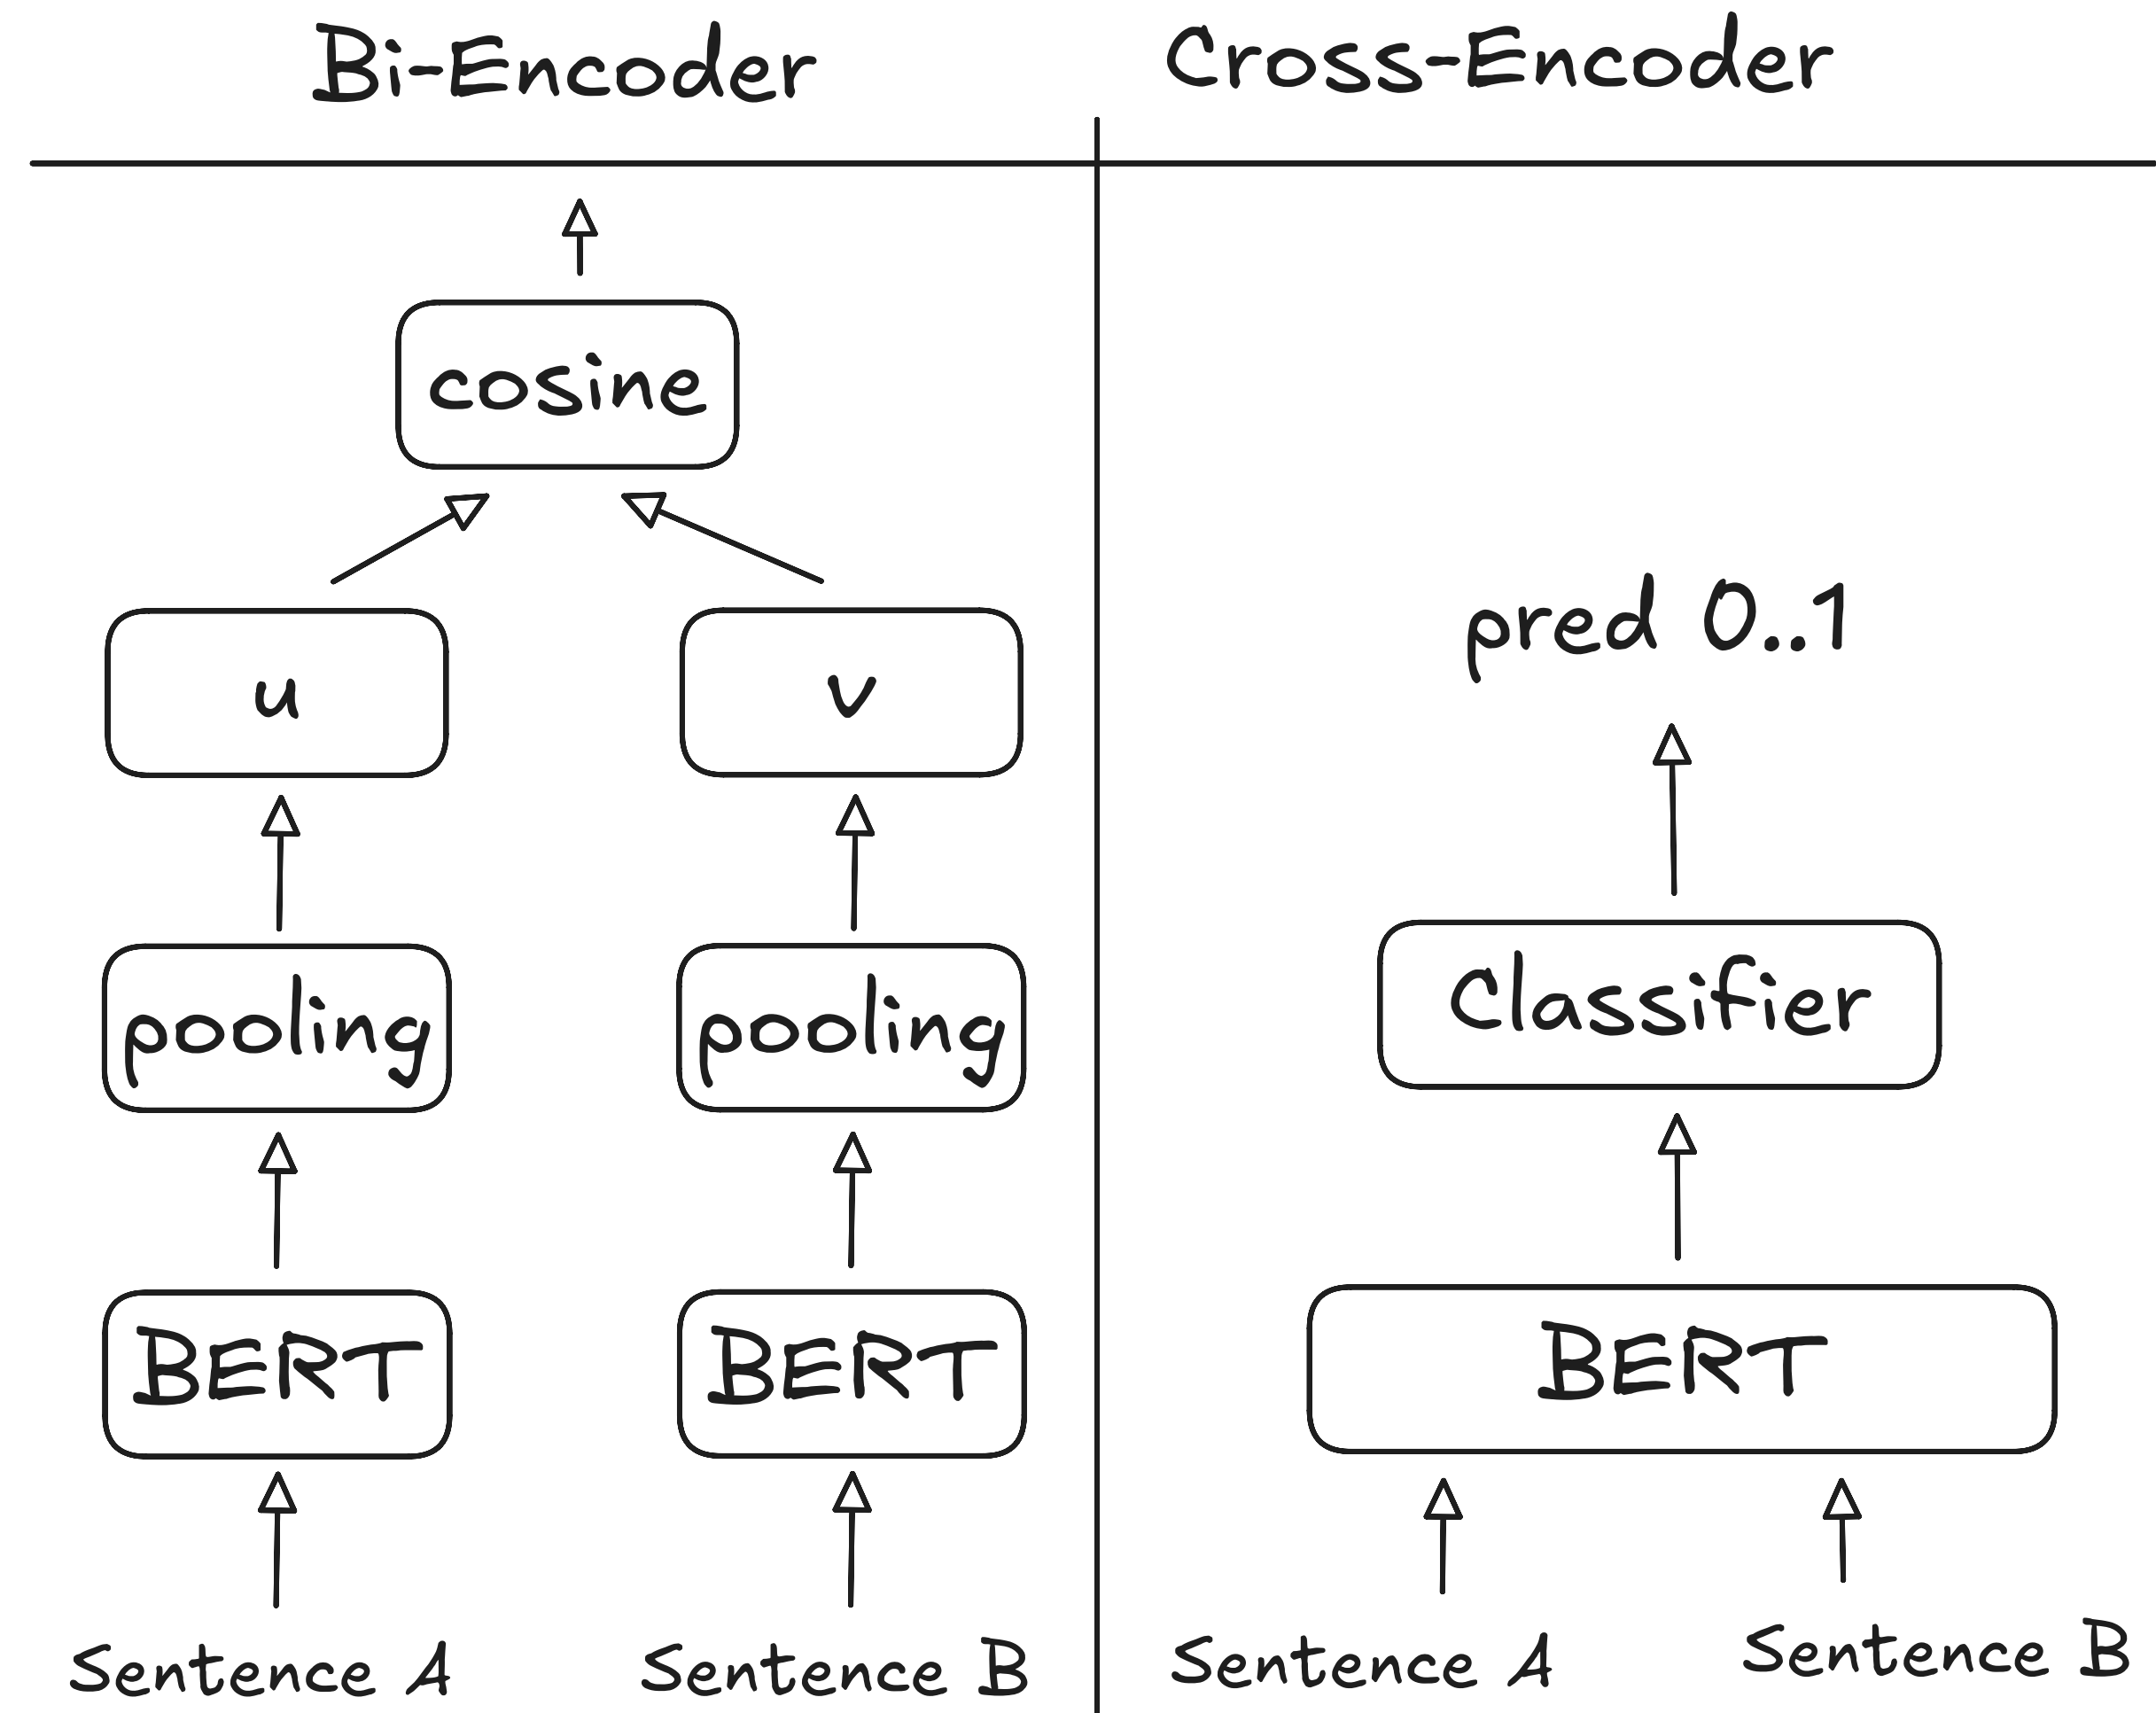 Bi-Encoder
Cross-Encoder
cosine
u
v
pooling
pooling
BERT
BERT
Sentence A
Sentence B
pred 0..1
Classifier
BERT
Sentence A
Sentence B